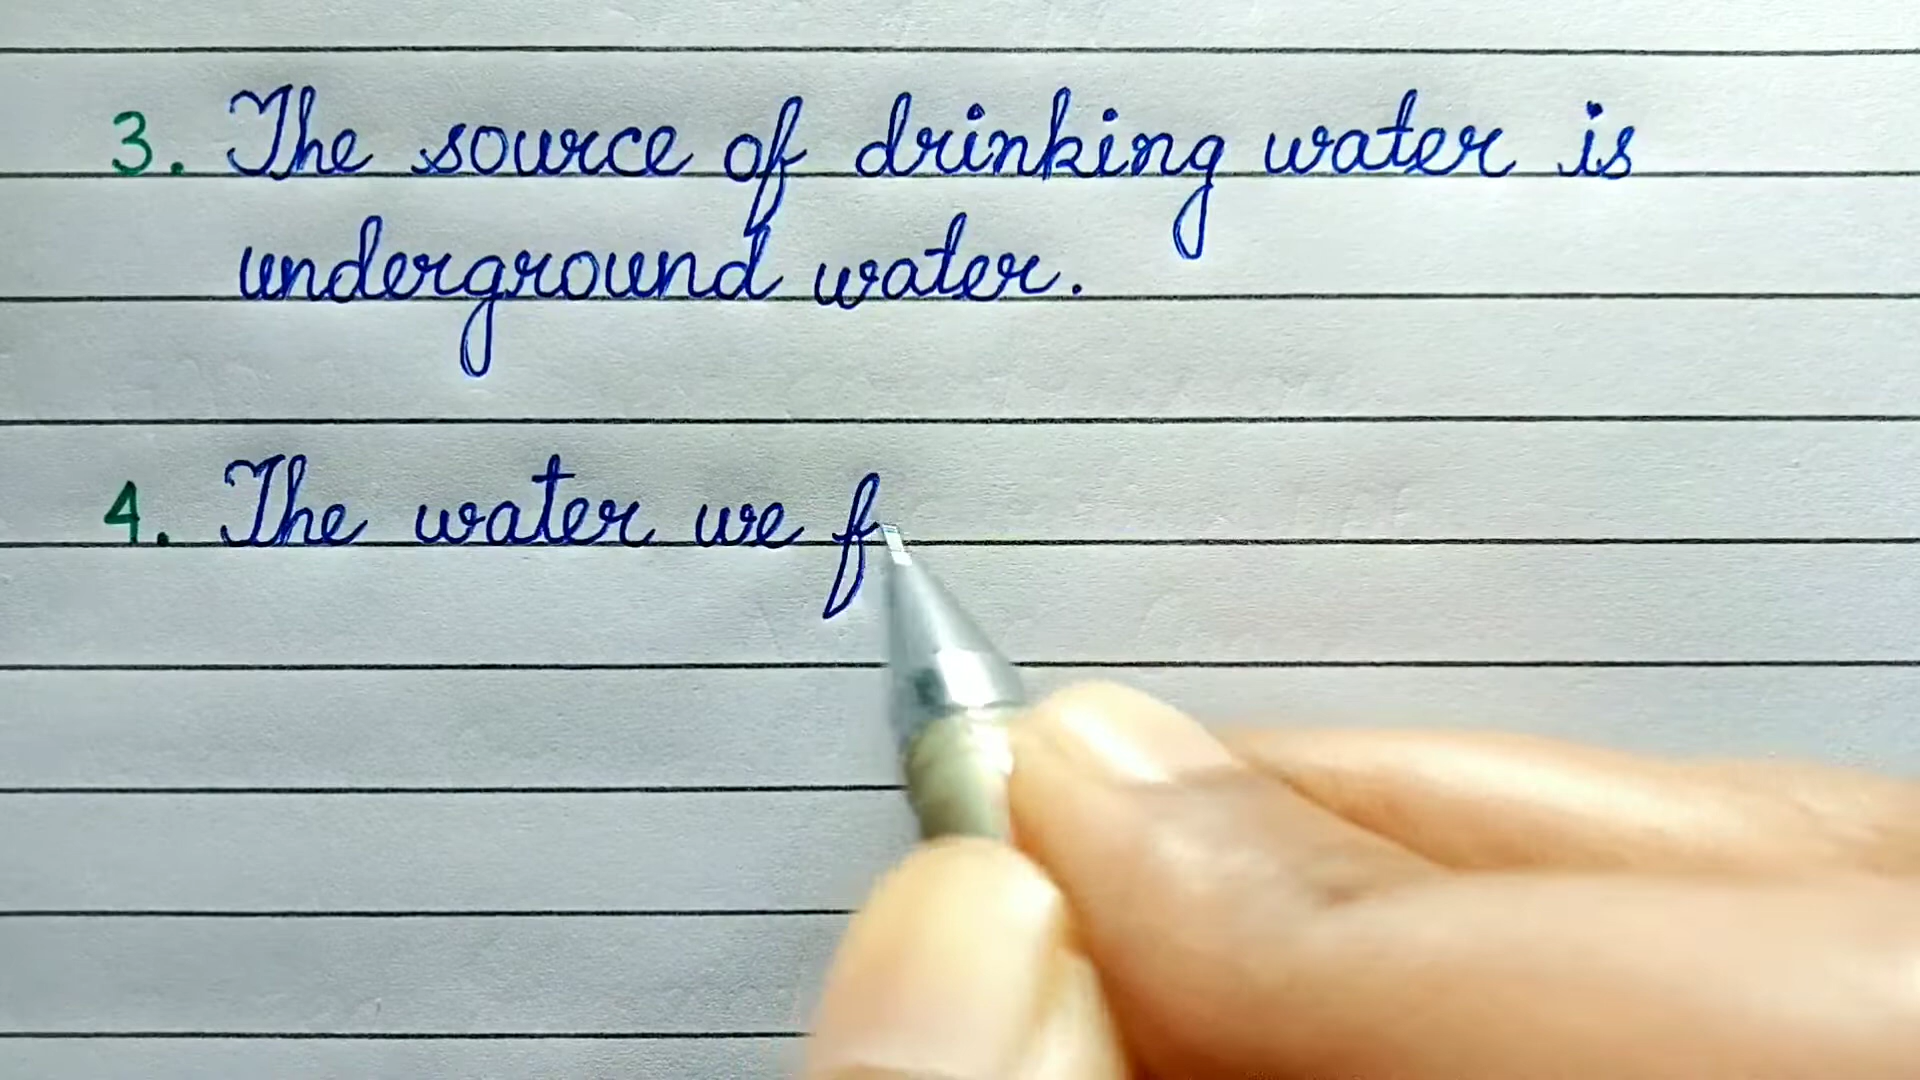 3. The source of drinking water is
underground water.
4. The water we f